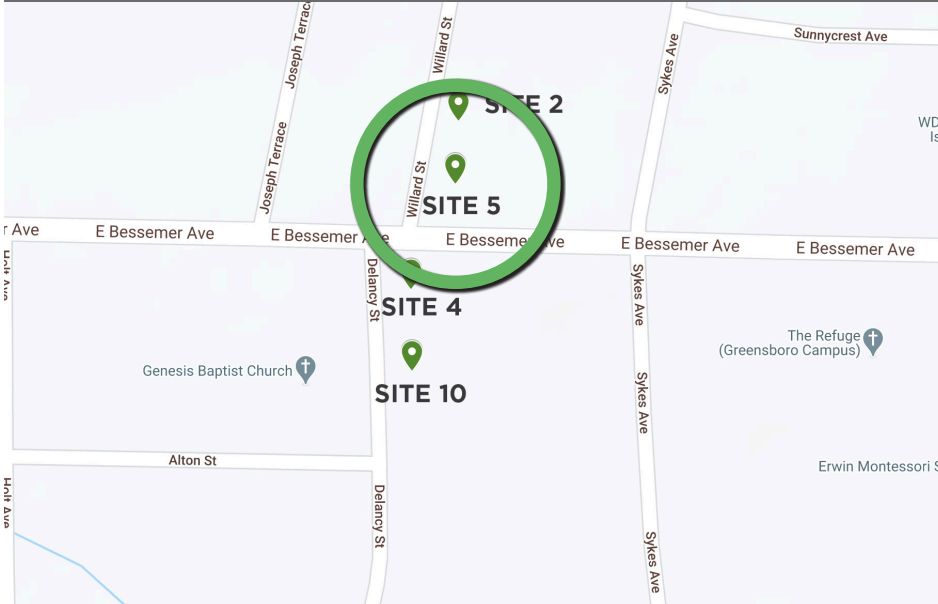 Joseph Terrace
Willard St
Sykes Ave
Sunnycrest Ave
SITE 2
WD
Is
Joseph Terrace
Willard St
SITE 5
r Ave
E Bessemer Ave
E Bessemer Ave
E Bessemer Ave
E Bessemer Ave
E Bessemer Ave
Holt Ave
Delancy St
Sykes Ave
SITE 4
The Refuge
(Greensboro Campus)
Genesis Baptist Church
SITE 10
Sykes Ave
Alton St
Erwin Montessori S
Holt Ave
Delancy St
Sykes Ave